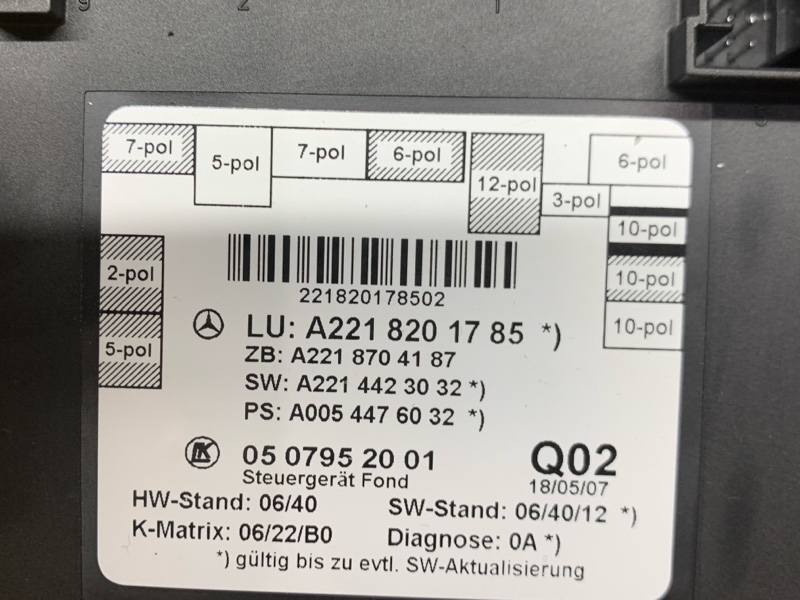 9 2 1
7-pol 5-pol 7-pol 6-pol 12-pol 3-pol 6-pol
10-pol
10-pol
10-pol
2-pol
5-pol
221820178502
LU: A221 820 17 85 *)
ZB: A221 870 41 87
SW: A221 442 30 32 *)
PS: A005 447 60 32 *)
05 0795 20 01
Steuergerät Fond
Q02
18/05/07
HW-Stand: 06/40 SW-Stand: 06/40/12 *)
K-Matrix: 06/22/B0 Diagnose: 0A *)
*) gültig bis zu evtl. SW-Aktualisierung